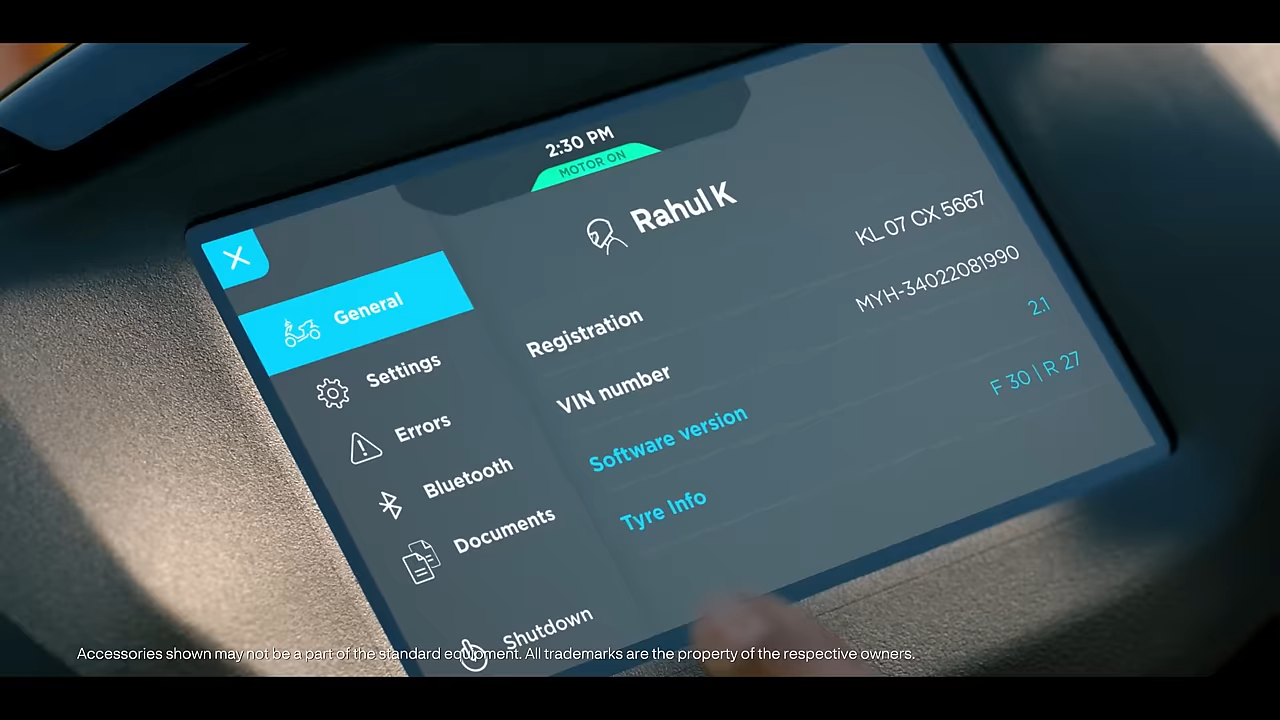 2:30 PM
MOTOR ON
Rahul K
General
Settings
Errors
Bluetooth
Documents
Shutdown
Registration KL 07 CX 5667
VIN number MYH-34022081990
Software version 2.1
Tyre Info F 30 | R 27
Accessories shown may not be a part of the standard equipment. All trademarks are the property of the respective owners.